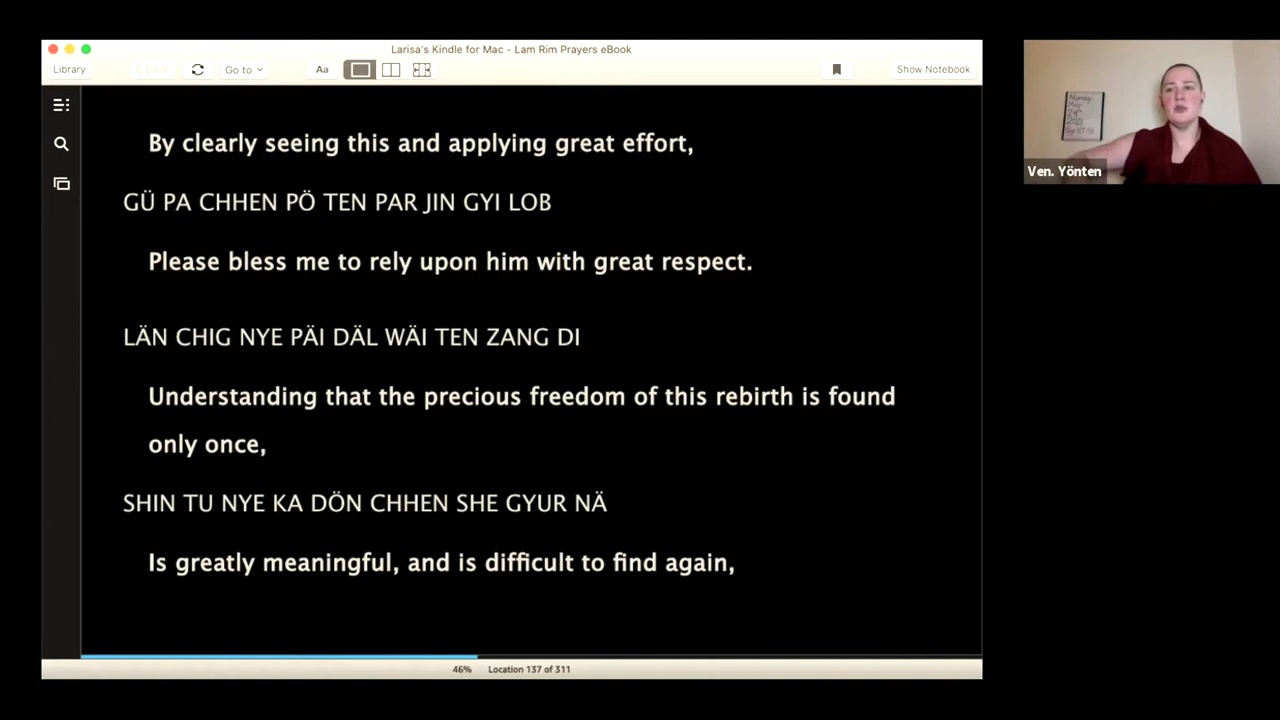 Larisa's Kindle for Mac - Lam Rim Prayers eBook
Library
Go to
Aa
Show Notebook
By clearly seeing this and applying great effort,
GÜ PA CHHEN PÖ TEN PAR JIN GYI LOB
Please bless me to rely upon him with great respect.
LÄN CHIG NYE PÄI DÄL WÄI TEN ZANG DI
Understanding that the precious freedom of this rebirth is found
only once,
SHIN TU NYE KA DÖN CHHEN SHE GYUR NÄ
Is greatly meaningful, and is difficult to find again,
46% Location 137 of 311
Monday
May
24th
2021
Ven. Yönten